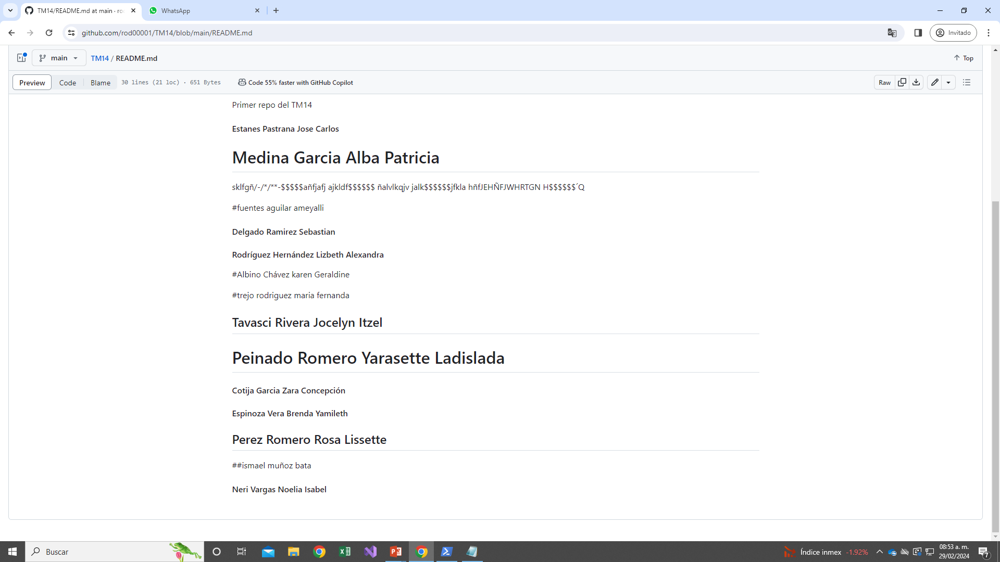 TM14/README.md at main · ro
WhatsApp
github.com/rod00001/TM14/blob/main/README.md
Invitado
main
TM14 / README.md
Top
Preview
Code
Blame
30 lines (21 loc) · 651 Bytes
Code 55% faster with GitHub Copilot
Raw
Primer repo del TM14
Estanes Pastrana Jose Carlos
Medina Garcia Alba Patricia
sklfgñ/-/*/**-$$$$$añfjafj ajkldf$$$$$$ ñalvlkqjv jalk$$$$$$jfkla hñfJEHÑFJWHRTGN H$$$$$$´Q
#fuentes aguilar ameyalli
Delgado Ramirez Sebastian
Rodríguez Hernández Lizbeth Alexandra
#Albino Chávez karen Geraldine
#trejo rodriguez maria fernanda
Tavasci Rivera Jocelyn Itzel
Peinado Romero Yarasette Ladislada
Cotija Garcia Zara Concepción
Espinoza Vera Brenda Yamileth
Perez Romero Rosa Lissette
##ismael muñoz bata
Neri Vargas Noelia Isabel
Buscar
Índice inmex -1.92%
08:53 a. m.
29/02/2024
7